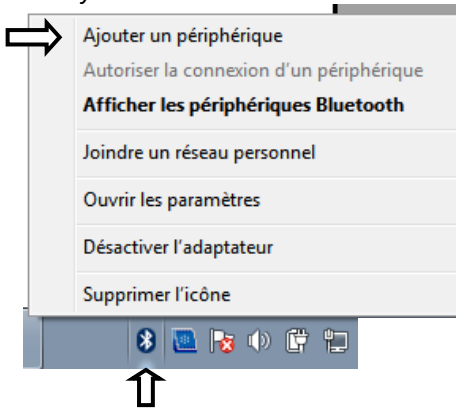 Ajouter un périphérique
Autoriser la connexion d'un périphérique
Afficher les périphériques Bluetooth
Joindre un réseau personnel
Ouvrir les paramètres
Désactiver l'adaptateur
Supprimer l'icône